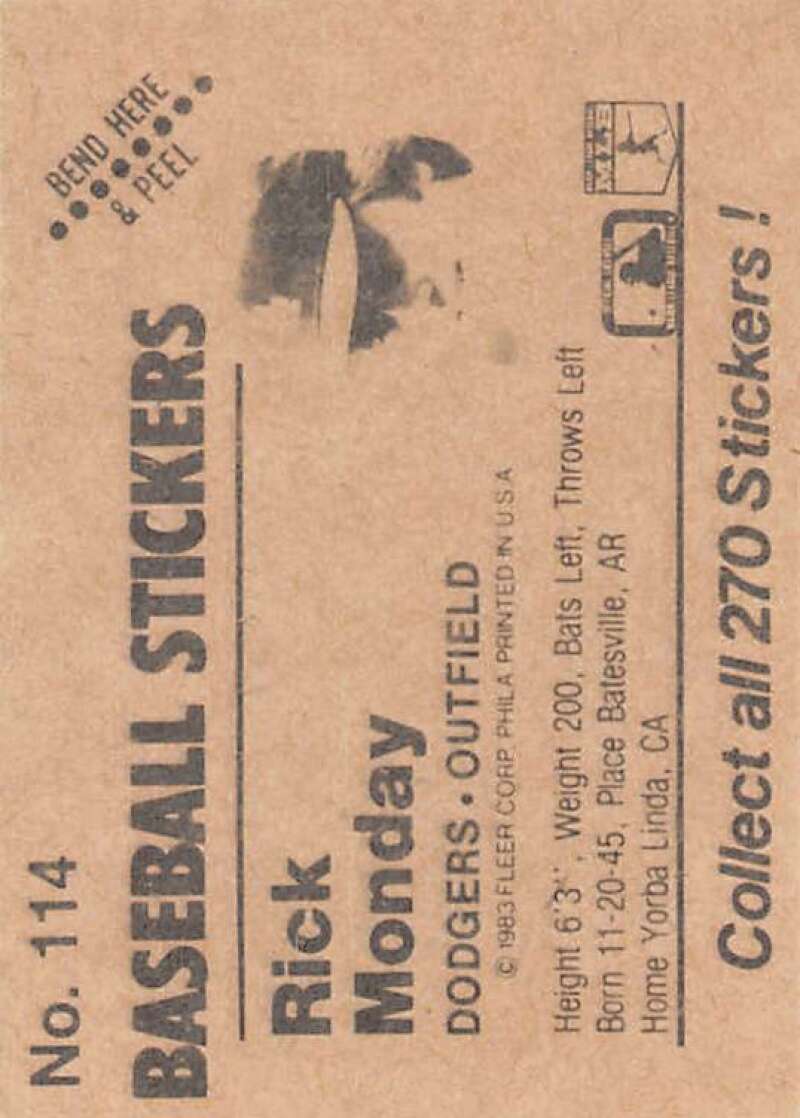 No. 114
BEND HERE
& PEEL
BASEBALL STICKERS
Rick
Monday
DODGERS • OUTFIELD
© 1983 FLEER CORP. PHILA. PRINTED IN U.S.A.
Height 6'3", Weight 200, Bats Left, Throws Left
Born 11-20-45, Place Batesville, AR
Home Yorba Linda, CA
Collect all 270 Stickers!